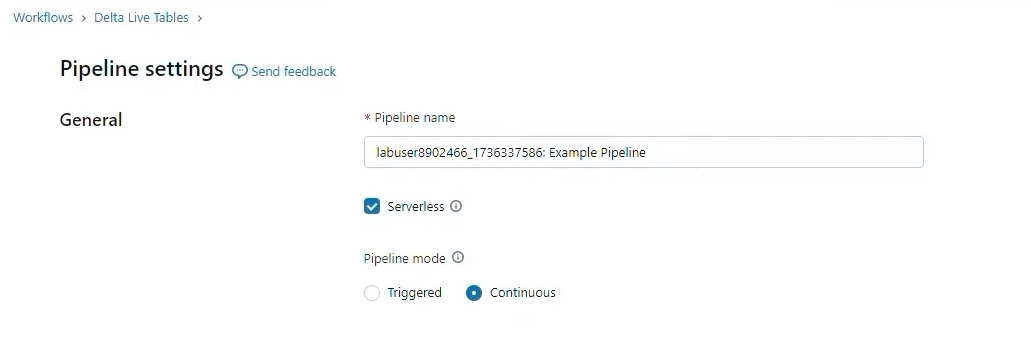 Workflows › Delta Live Tables ›
Pipeline settings Send feedback
General
* Pipeline name
labuser8902466_1736337586: Example Pipeline
Serverless
Pipeline mode
Triggered Continuous